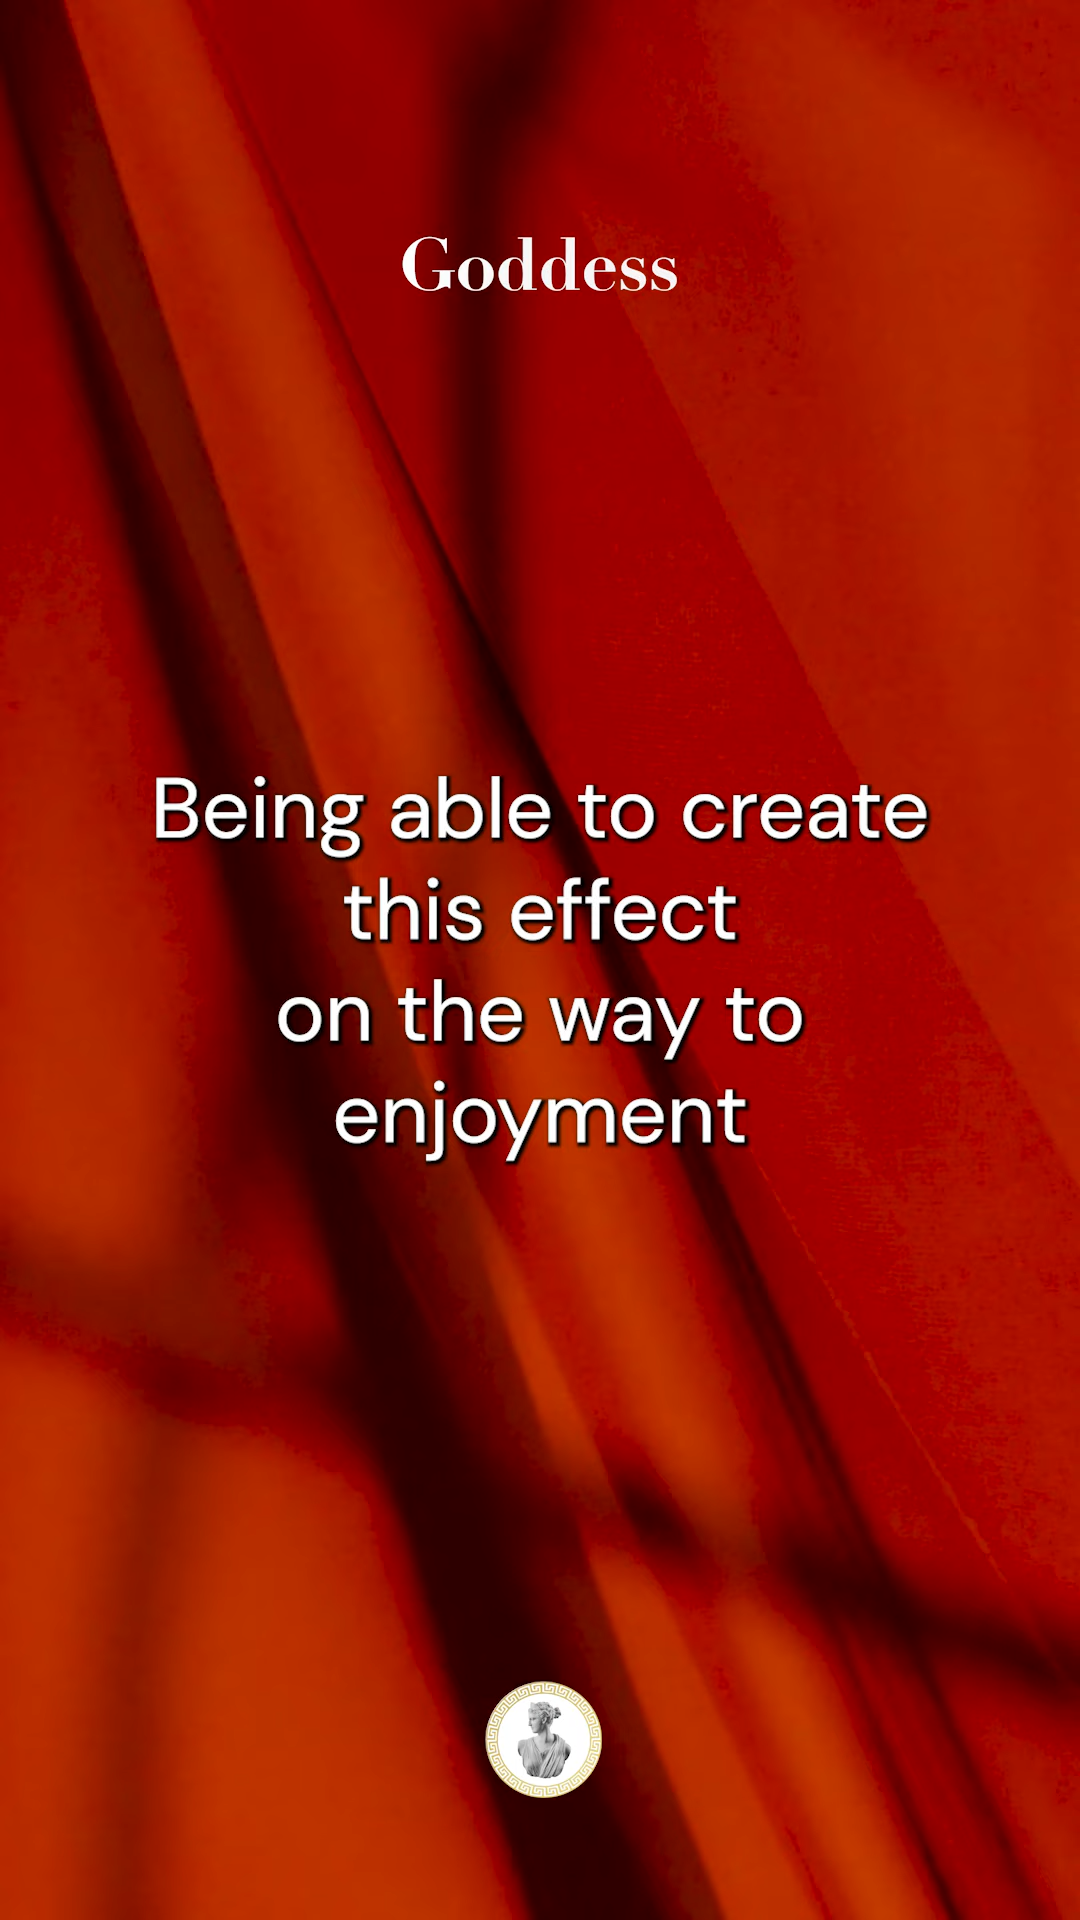 Goddess
Being able to create
this effect
on the way to
enjoyment